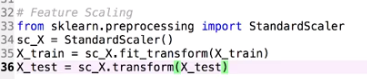 32 # Feature Scaling
33 from sklearn.preprocessing import StandardScaler
34 sc_X = StandardScaler()
35 X_train = sc_X.fit_transform(X_train)
36 X_test = sc_X.transform(X_test)